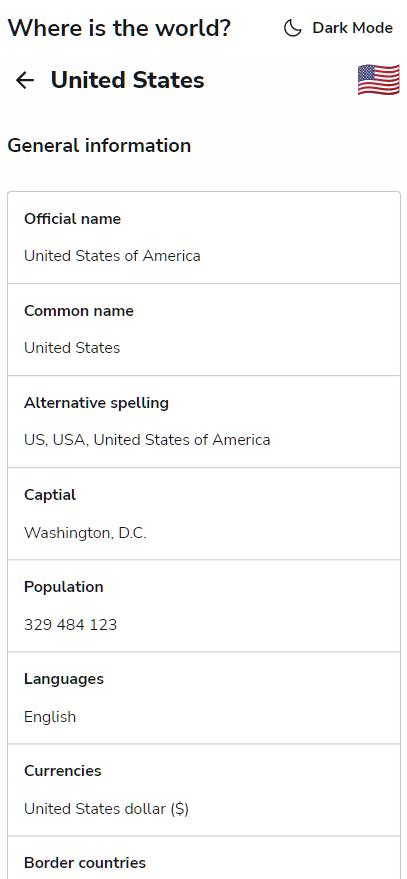 Where is the world?
Dark Mode
United States
General information
Official name
United States of America
Common name
United States
Alternative spelling
US, USA, United States of America
Captial
Washington, D.C.
Population
329 484 123
Languages
English
Currencies
United States dollar ($)
Border countries